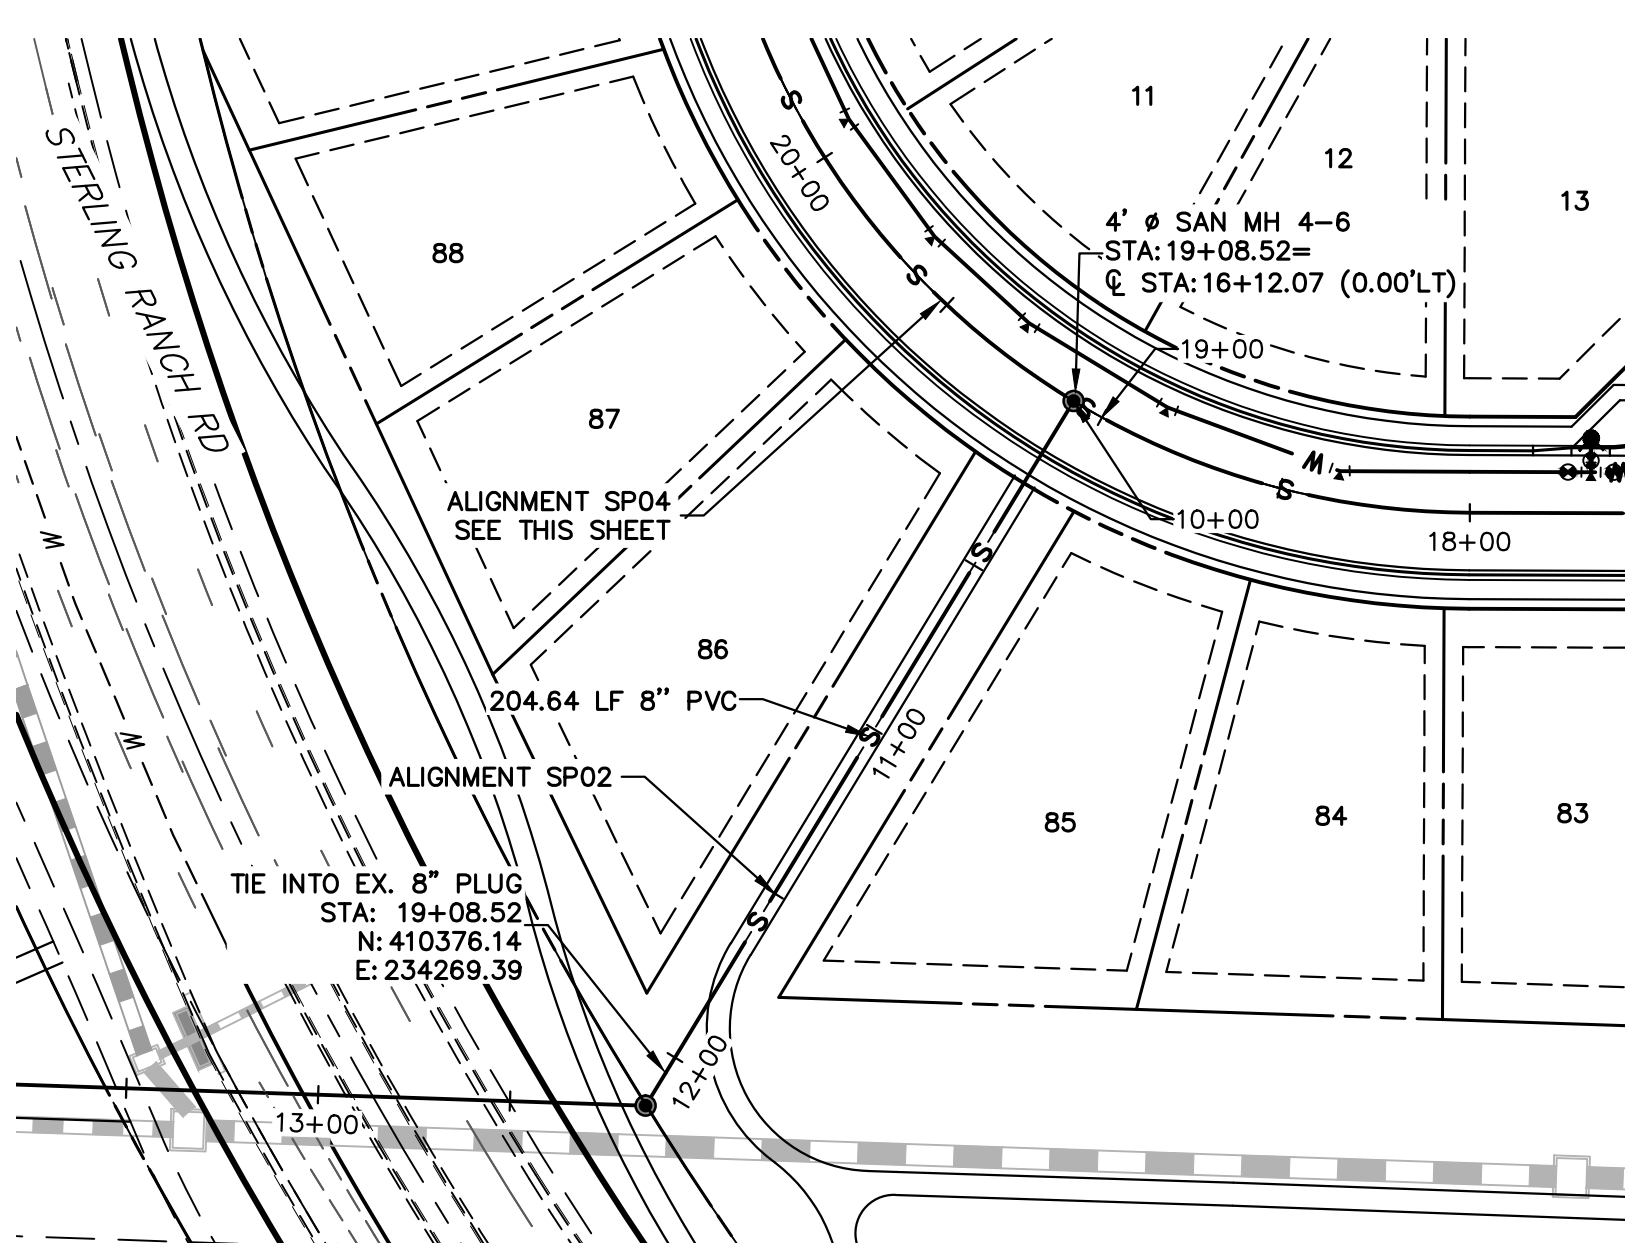 11
12
13
STERLING RANCH RD
S
20+00
88
4' ø SAN MH 4-6
STA:19+08.52=
℄ STA:16+12.07 (0.00'LT)
S
19+00
87
S
W
W
S
ALIGNMENT SP04
SEE THIS SHEET
10+00
18+00
W
S
86
204.64 LF 8" PVC
S
11+00
W
ALIGNMENT SP02
85
84
83
TIE INTO EX. 8" PLUG
STA: 19+08.52
N:410376.14
E:234269.39
S
12+00
13+00